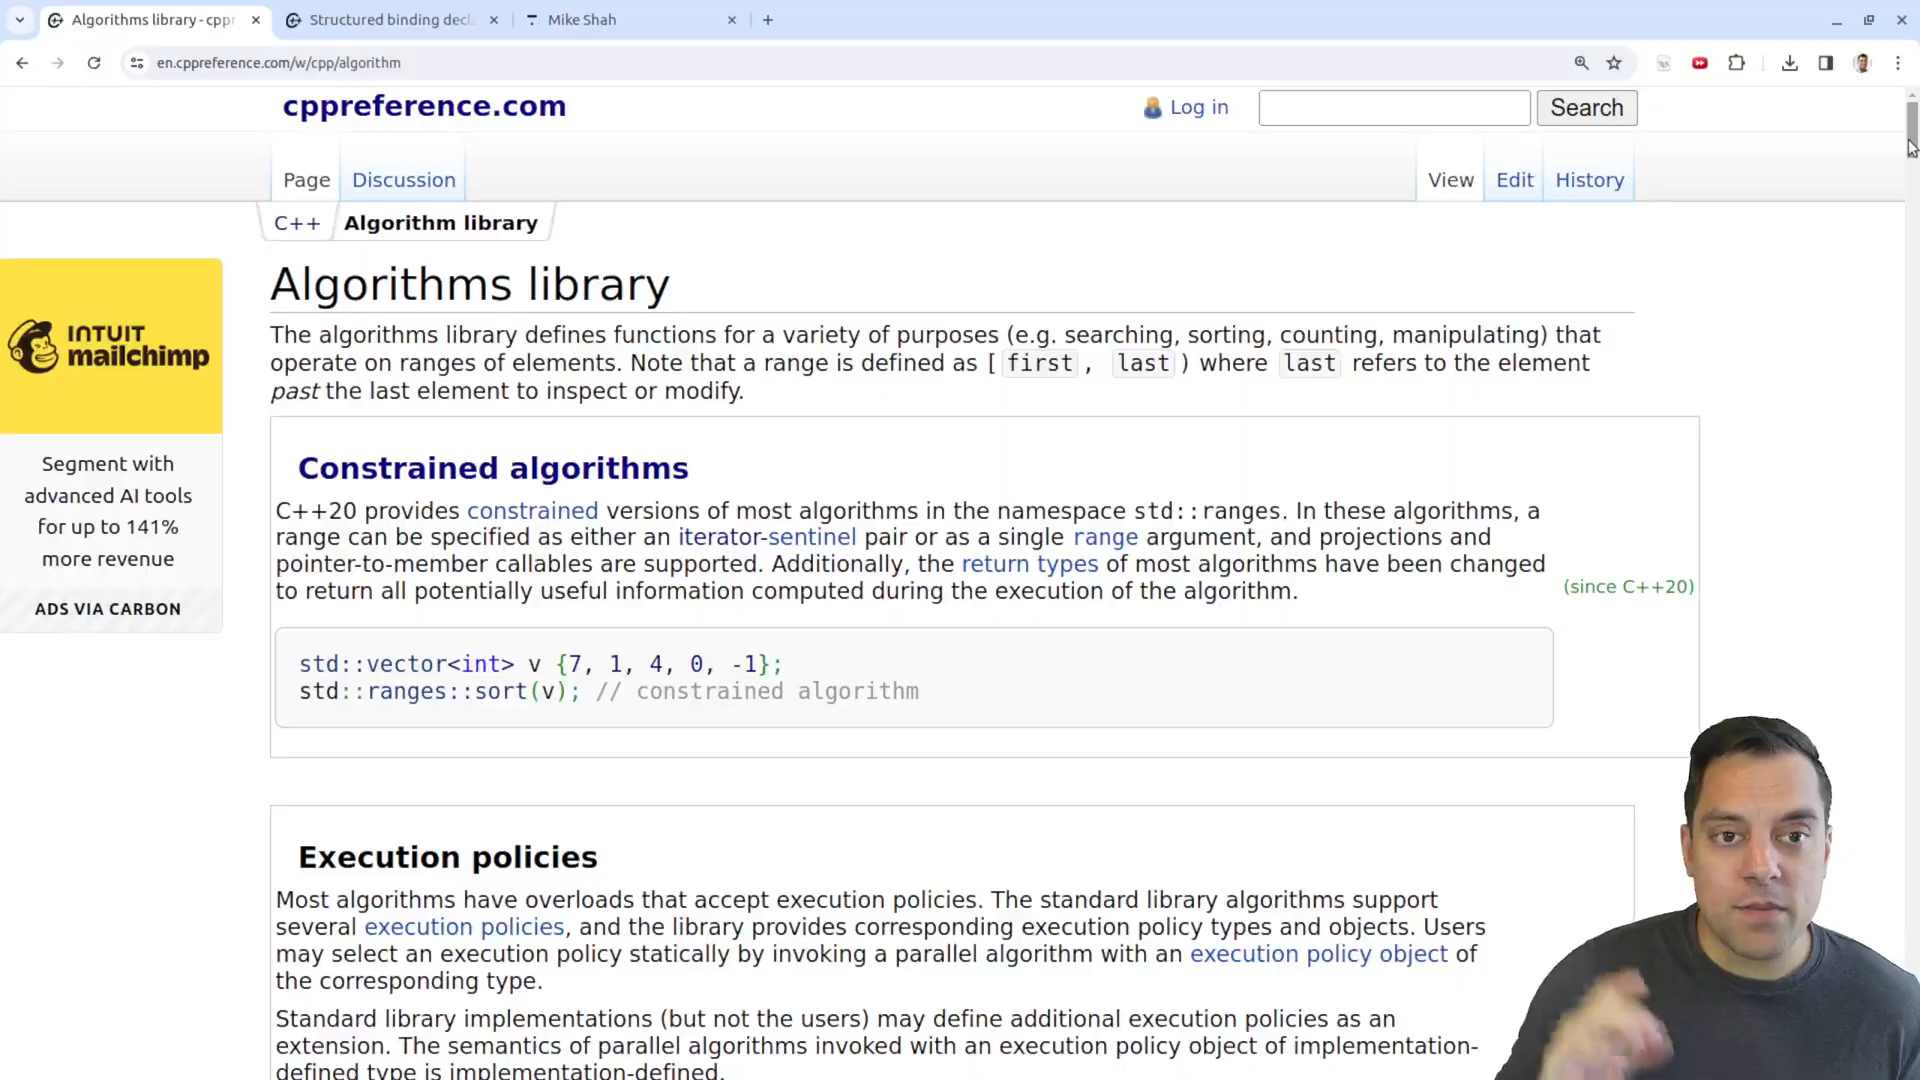 Algorithms library - cppr
Structured binding decl
Mike Shah
en.cppreference.com/w/cpp/algorithm
cppreference.com
Log in
Search
Page
Discussion
View
Edit
History
C++
Algorithm library
Algorithms library
The algorithms library defines functions for a variety of purposes (e.g. searching, sorting, counting, manipulating) that
operate on ranges of elements. Note that a range is defined as [first, last) where last refers to the element
past the last element to inspect or modify.
INTUIT
mailchimp
Segment with
advanced AI tools
for up to 141%
more revenue
ADS VIA CARBON
Constrained algorithms
C++20 provides constrained versions of most algorithms in the namespace std::ranges. In these algorithms, a
range can be specified as either an iterator-sentinel pair or as a single range argument, and projections and
pointer-to-member callables are supported. Additionally, the return types of most algorithms have been changed
to return all potentially useful information computed during the execution of the algorithm.
(since C++20)
std::vector<int> v {7, 1, 4, 0, -1};
std::ranges::sort(v); // constrained algorithm
Execution policies
Most algorithms have overloads that accept execution policies. The standard library algorithms support
several execution policies, and the library provides corresponding execution policy types and objects. Users
may select an execution policy statically by invoking a parallel algorithm with an execution policy object of
the corresponding type.
Standard library implementations (but not the users) may define additional execution policies as an
extension. The semantics of parallel algorithms invoked with an execution policy object of implementation-
defined type is implementation-defined.